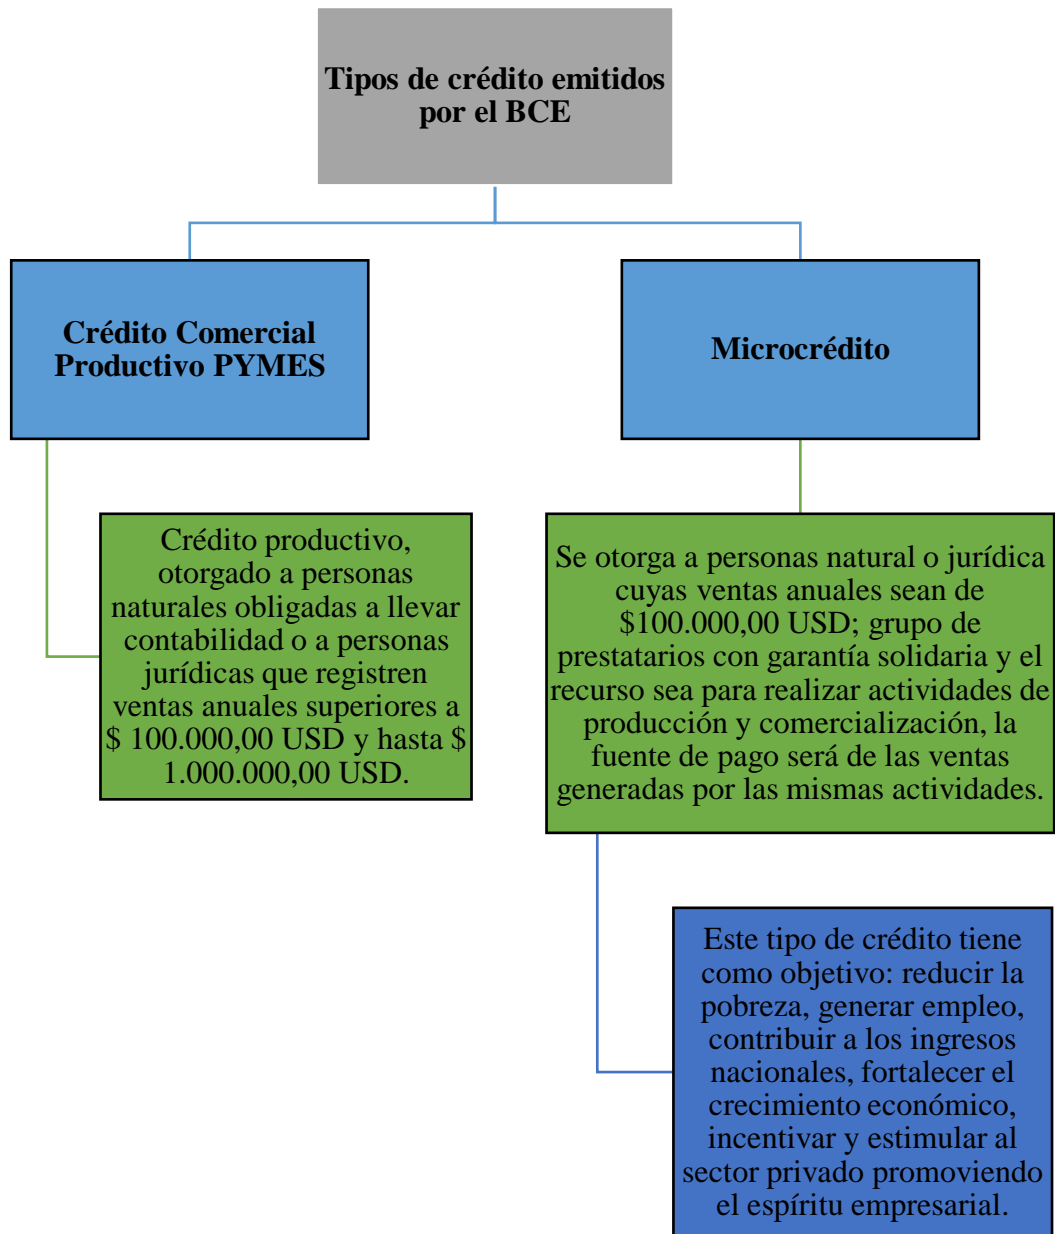 Tipos de crédito emitidos
por el BCE
Crédito Comercial
Productivo PYMES
Microcrédito
Crédito productivo,
otorgado a personas
naturales obligadas a llevar
contabilidad o a personas
jurídicas que registren
ventas anuales superiores a
$ 100.000,00 USD y hasta $
1.000.000,00 USD.
Se otorga a personas natural o jurídica
cuyas ventas anuales sean de
$100.000,00 USD; grupo de
prestatarios con garantía solidaria y el
recurso sea para realizar actividades de
producción y comercialización, la
fuente de pago será de las ventas
generadas por las mismas actividades.
Este tipo de crédito tiene
como objetivo: reducir la
pobreza, generar empleo,
contribuir a los ingresos
nacionales, fortalecer el
crecimiento económico,
incentivar y estimular al
sector privado promoviendo
el espíritu empresarial.